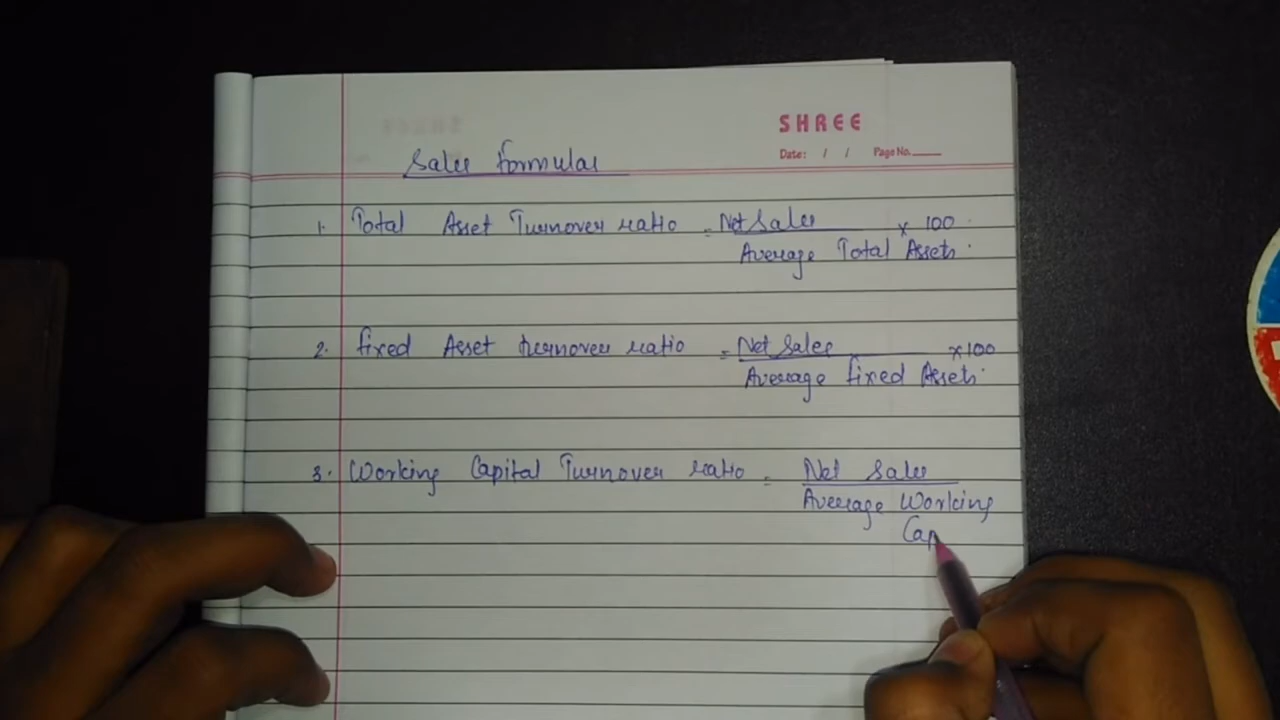 SHREE
Date: / / Page No.
Sales formulas
1. Total Asset Turnover ratio = Net Sales x 100
Average Total Assets.
2. fixed Asset turnover ratio = Net Sales x100
Average fixed Assets.
3. Working Capital Turnover ratio = Net Sales
Average Working
Cap